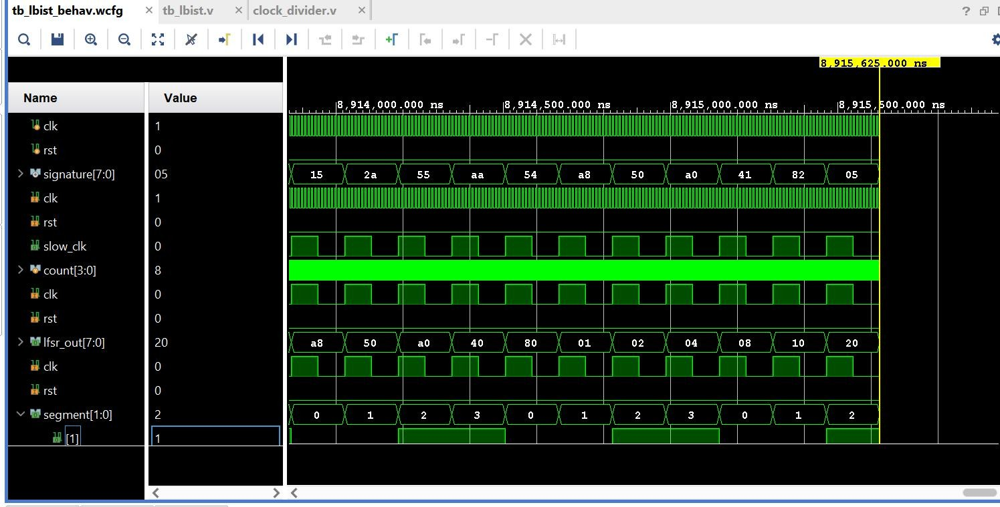 tb_lbist_behav.wcfg × tb_lbist.v × clock_divider.v × ?
8,915,625.000 ns
Name Value 8,914,000.000 ns 8,914,500.000 ns 8,915,000.000 ns 8,915,500.000 ns
clk 1
rst 0
signature[7:0] 05 15 2a 55 aa 54 a8 50 a0 41 82 05
clk 1
rst 0
slow_clk 0
count[3:0] 8
clk 0
rst 0
lfsr_out[7:0] 20 a8 50 a0 40 80 01 02 04 08 10 20
clk 0
rst 0
segment[1:0] 2 0 1 2 3 0 1 2 3 0 1 2
[1] 1